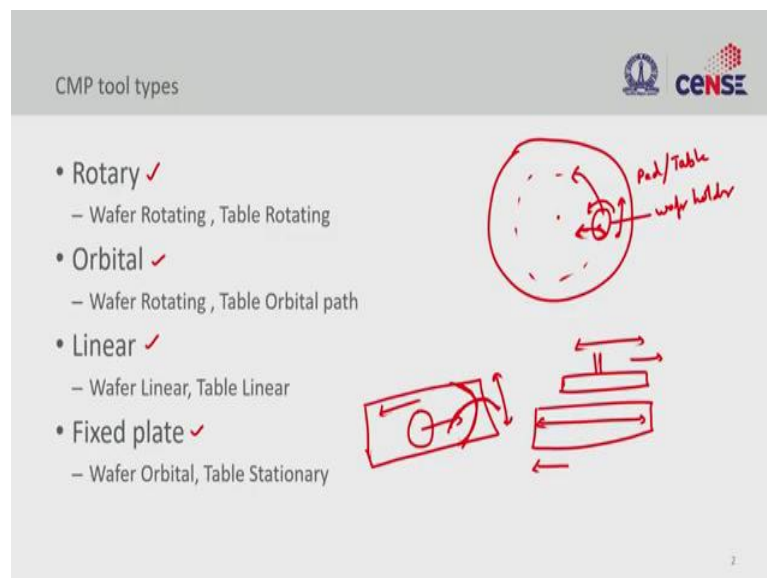 CMP tool types
CeNSE
• Rotary ✓
– Wafer Rotating , Table Rotating
• Orbital ✓
– Wafer Rotating , Table Orbital path
• Linear ✓
– Wafer Linear, Table Linear
• Fixed plate ✓
– Wafer Orbital, Table Stationary
Pad/Table
wafer holder
2